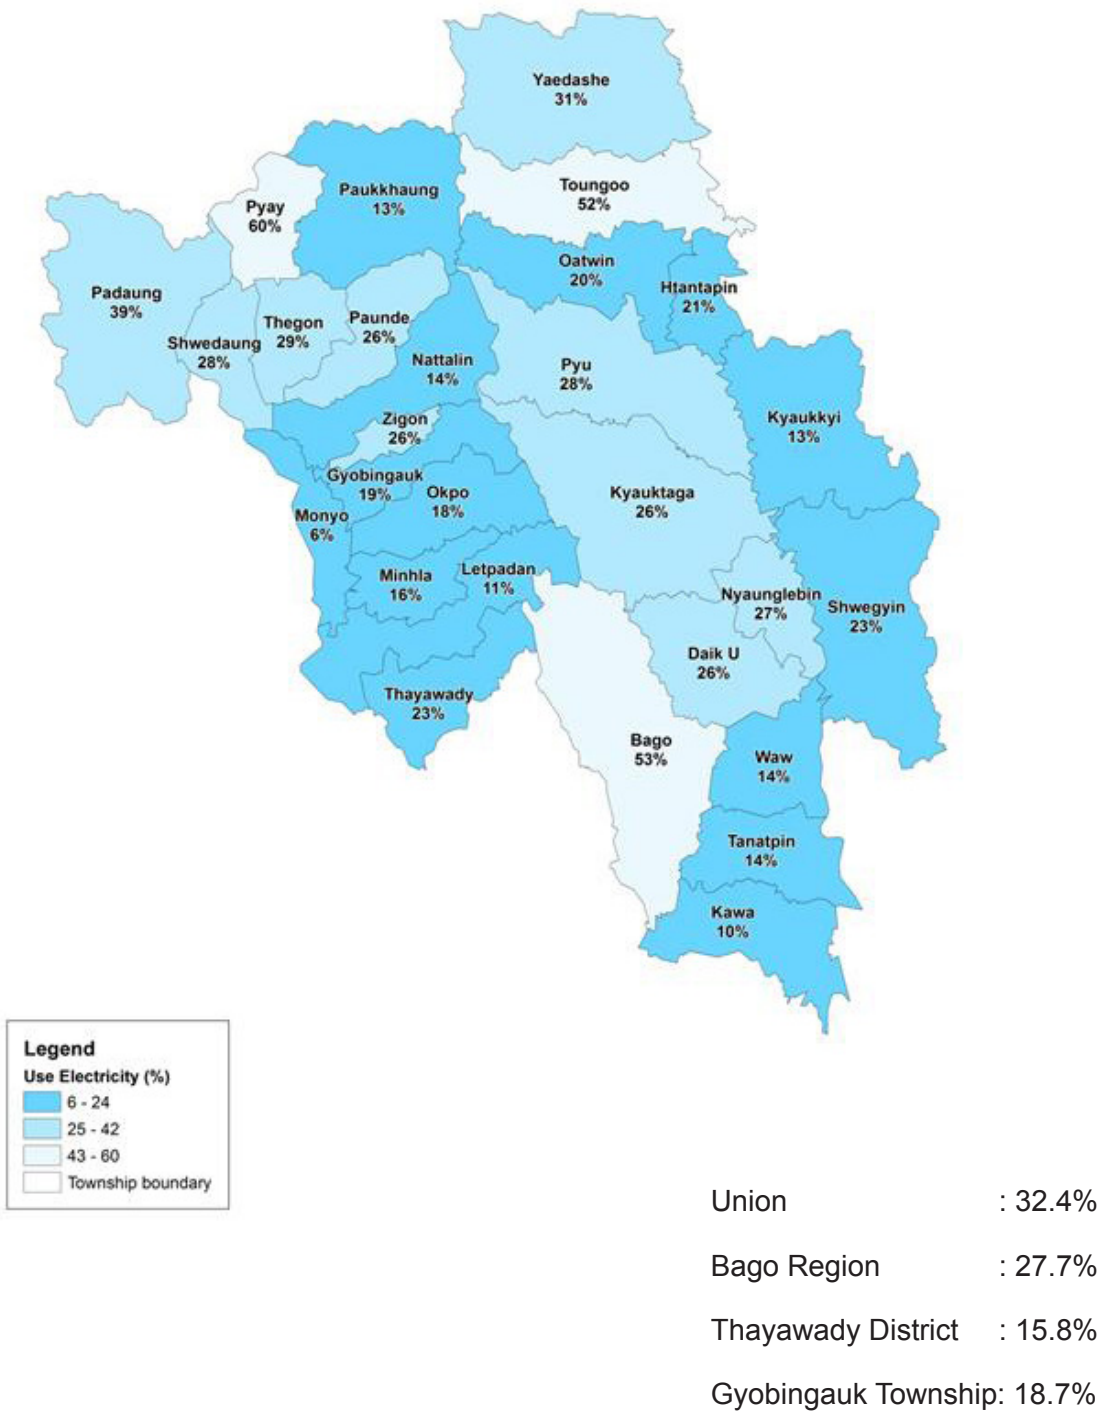 Yaedashe
31%
Toungoo
52%
Paukkhaung
13%
Pyay
60%
Oatwin
20%
Htantapin
21%
Padaung
39%
Shwedaung
28%
Thegon
29%
Paunde
26%
Nattalin
14%
Pyu
28%
Kyaukkyi
13%
Zigon
26%
Gyobingauk
19%
Okpo
18%
Kyauktaga
26%
Monyo
6%
Minhla
16%
Letpadan
11%
Nyaunglebin
27%
Shwegyin
23%
Daik U
26%
Thayawady
23%
Bago
53%
Waw
14%
Tanatpin
14%
Kawa
10%
Legend
Use Electricity (%)
6 - 24
25 - 42
43 - 60
Township boundary
Union : 32.4%
Bago Region : 27.7%
Thayawady District : 15.8%
Gyobingauk Township: 18.7%